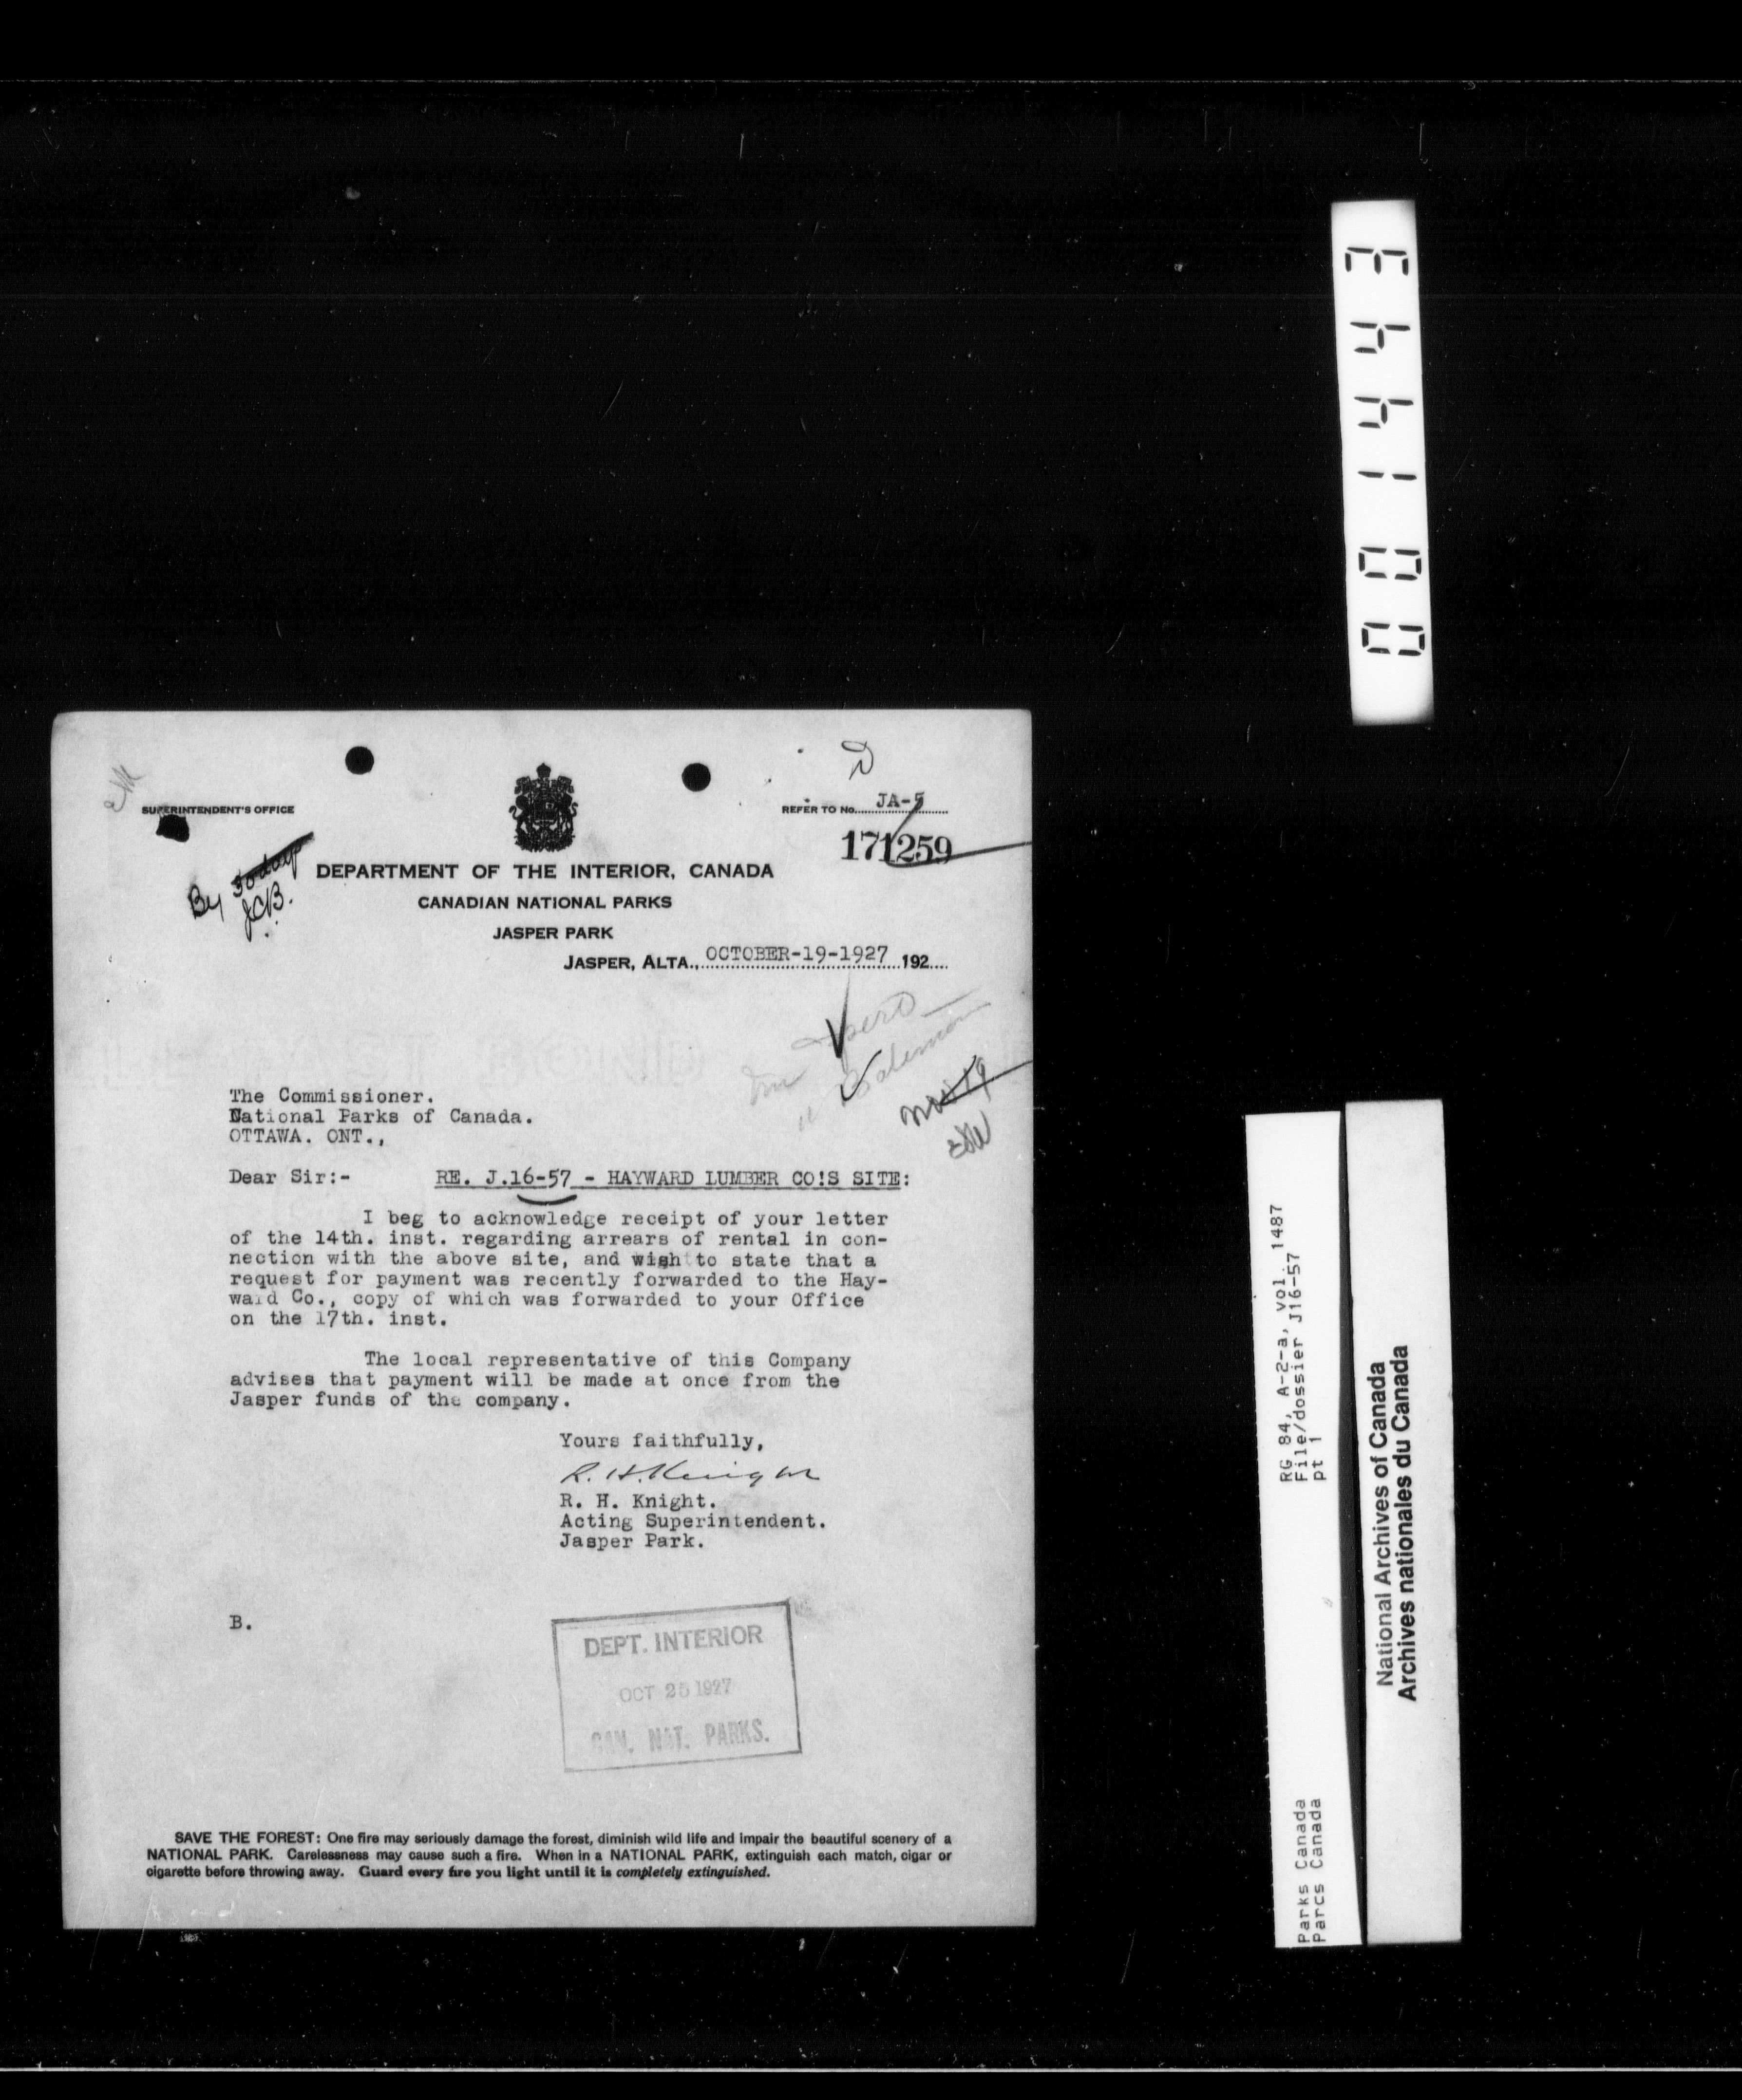 SUPERINTENDENT'S OFFICE
REFER TO No. JA-5
171259
By 30 days
JCB.
DEPARTMENT OF THE INTERIOR, CANADA
CANADIAN NATIONAL PARKS
JASPER PARK
JASPER, ALTA., OCTOBER-19-1927 192
The Commissioner.
National Parks of Canada.
OTTAWA. ONT.,
Nov 19
Dear Sir:- RE. J.16-57 - HAYWARD LUMBER CO!S SITE:
I beg to acknowledge receipt of your letter
of the 14th. inst. regarding arrears of rental in con-
nection with the above site, and wish to state that a
request for payment was recently forwarded to the Hay-
ward Co., copy of which was forwarded to your Office
on the 17th. inst.
The local representative of this Company
advises that payment will be made at once from the
Jasper funds of the company.
Yours faithfully,
R. H. Knight
R. H. Knight.
Acting Superintendent.
Jasper Park.
B.
DEPT. INTERIOR
OCT 25 1927
CAN. NAT. PARKS.
SAVE THE FOREST: One fire may seriously damage the forest, diminish wild life and impair the beautiful scenery of a
NATIONAL PARK. Carelessness may cause such a fire. When in a NATIONAL PARK, extinguish each match, cigar or
cigarette before throwing away. Guard every fire you light until it is completely extinguished.
001443
Parks Canada RG 84, A-2-a, vol. 1487
Parcs Canada File/dossier J16-57
pt 1
National Archives of Canada
Archives nationales du Canada